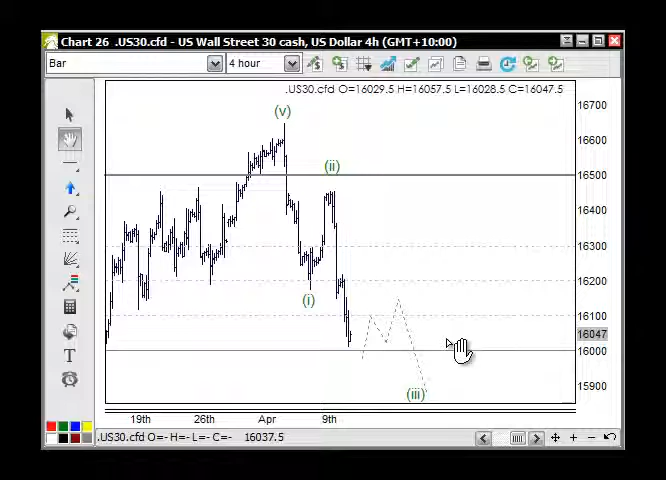 Chart 26 .US30.cfd - US Wall Street 30 cash, US Dollar 4h (GMT+10:00)
Bar
4 hour
.US30.cfd O=16029.5 H=16057.5 L=16028.5 C=16047.5
16700
(v)
16600
(ii)
16500
16400
16300
16200
(i)
16100
16047
16000
15900
(iii)
19th 26th Apr 9th
.US30.cfd O=- H=- L=- C=- 16037.5